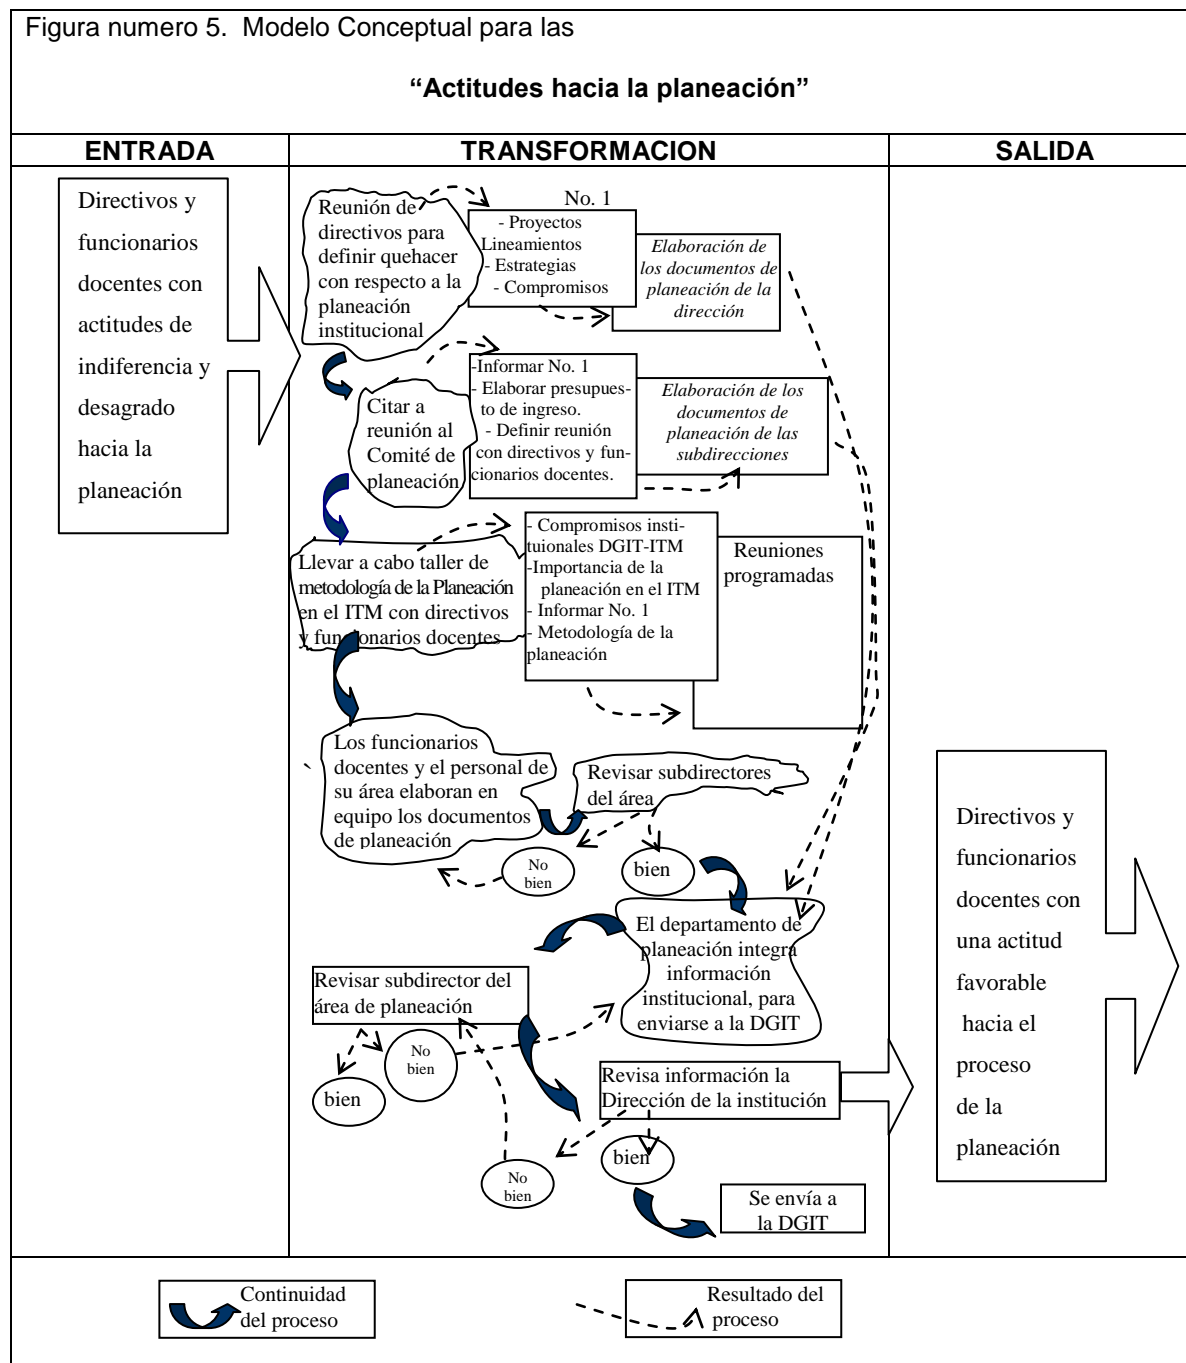 Figura numero 5.  Modelo Conceptual para las
“Actitudes hacia la planeación”
ENTRADA
TRANSFORMACION
SALIDA
Directivos y
funcionarios
docentes con
actitudes de
indiferencia y
desagrado
hacia la
planeación
Reunión de
directivos para
definir quehacer
con respecto a la
planeación
institucional
No. 1
- Proyectos
Lineamientos
- Estrategias
- Compromisos
Elaboración de
los documentos de
planeación de la
dirección
Citar a
reunión al
Comité de
planeación
-Informar No. 1
- Elaborar presupues-
to de ingreso.
- Definir reunión
con directivos y fun-
cionarios docentes.
Elaboración de los
documentos de
planeación de las
subdirecciones
Llevar a cabo taller de
metodología de la Planeación
en el ITM con directivos
y funcionarios docentes
- Compromisos insti-
tuionales DGIT-ITM
-Importancia de la
planeación en el ITM
- Informar No. 1
- Metodología de la
planeación
Reuniones
programadas
Los funcionarios
docentes y el personal de
su área elaboran en
equipo los documentos
de planeación
`
Revisar subdirectores
del área
No
bien
bien
El departamento de
planeación integra
información
institucional, para
enviarse a la DGIT
Revisar subdirector del
área de planeación
No
bien
bien
Revisa información la
Dirección de la institución
No
bien
bien
Se envía a
la DGIT
Directivos y
funcionarios
docentes con
una actitud
favorable
hacia el
proceso
de la
planeación
Continuidad
del proceso
Resultado del
proceso